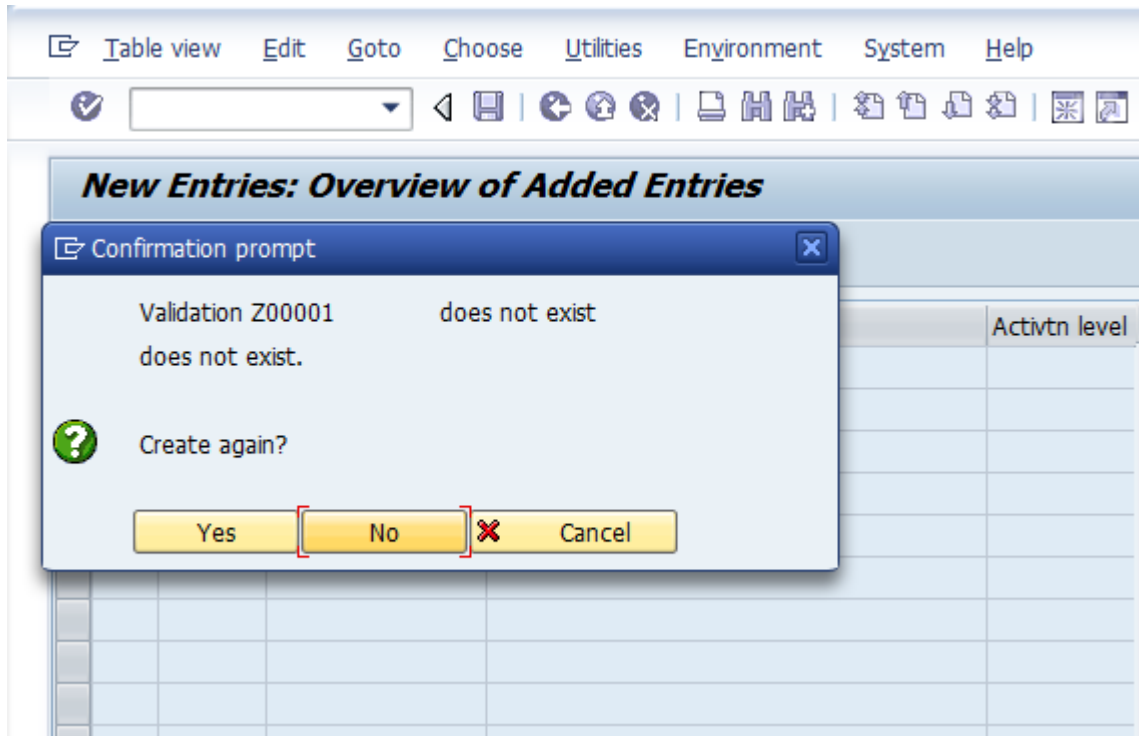 Table view Edit Goto Choose Utilities Environment System Help
New Entries: Overview of Added Entries
Confirmation prompt
Validation Z00001 does not exist
does not exist.
Create again?
Yes No Cancel
Activtn level